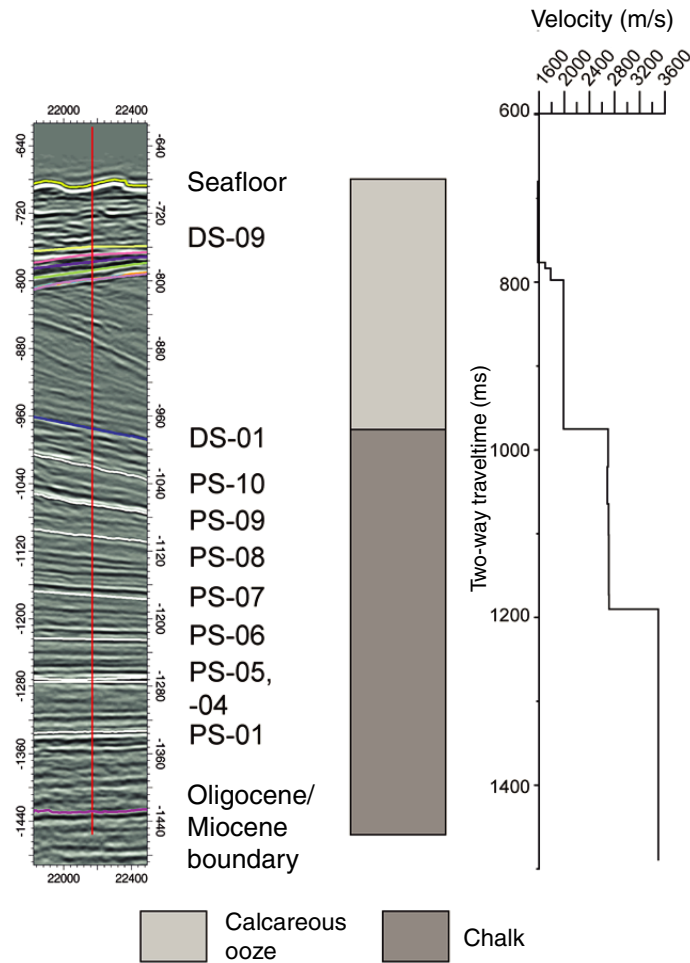 Velocity (m/s)
1600 2000 2400 2800 3200 3600
600
800
1000
1200
1400
Two-way traveltime (ms)
22000 22400
-640 -640
-720 -720
-800 -800
-880 -880
-960 -960
-1040 -1040
-1120 -1120
-1200 -1200
-1280 -1280
-1360 -1360
-1440 -1440
22000 22400
Seafloor
DS-09
DS-01
PS-10
PS-09
PS-08
PS-07
PS-06
PS-05,
-04
PS-01
Oligocene/
Miocene
boundary
Calcareous
ooze
Chalk